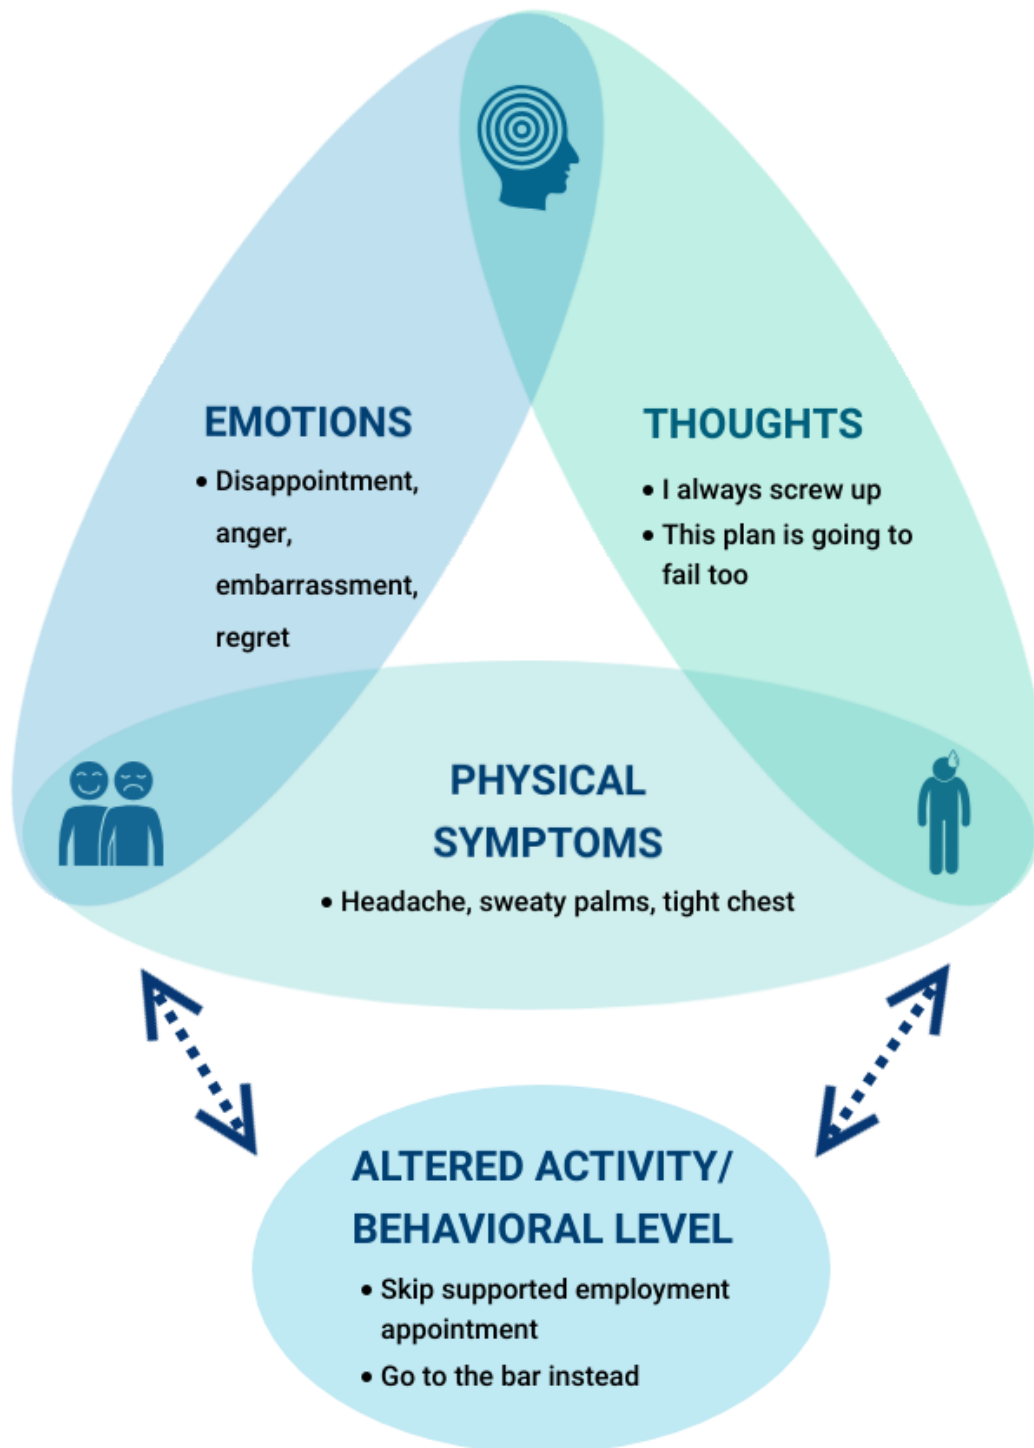 EMOTIONS
• Disappointment,
anger,
embarrassment,
regret
THOUGHTS
• I always screw up
• This plan is going to
fail too
PHYSICAL
SYMPTOMS
• Headache, sweaty palms, tight chest
ALTERED ACTIVITY/
BEHAVIORAL LEVEL
• Skip supported employment
appointment
• Go to the bar instead